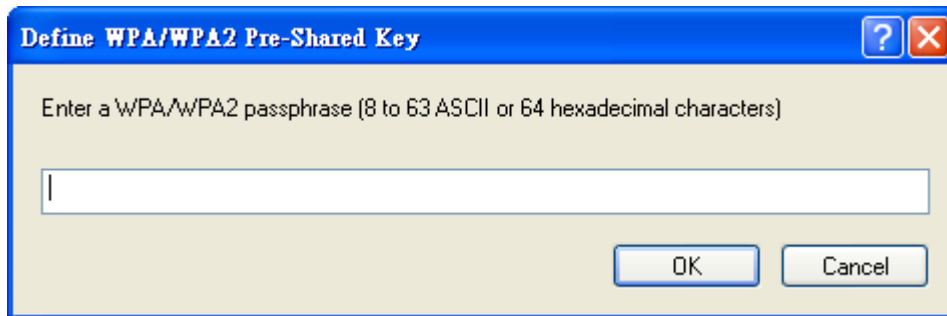 Define WPA/WPA2 Pre-Shared Key
Enter a WPA/WPA2 passphrase (8 to 63 ASCII or 64 hexadecimal characters)
OK Cancel